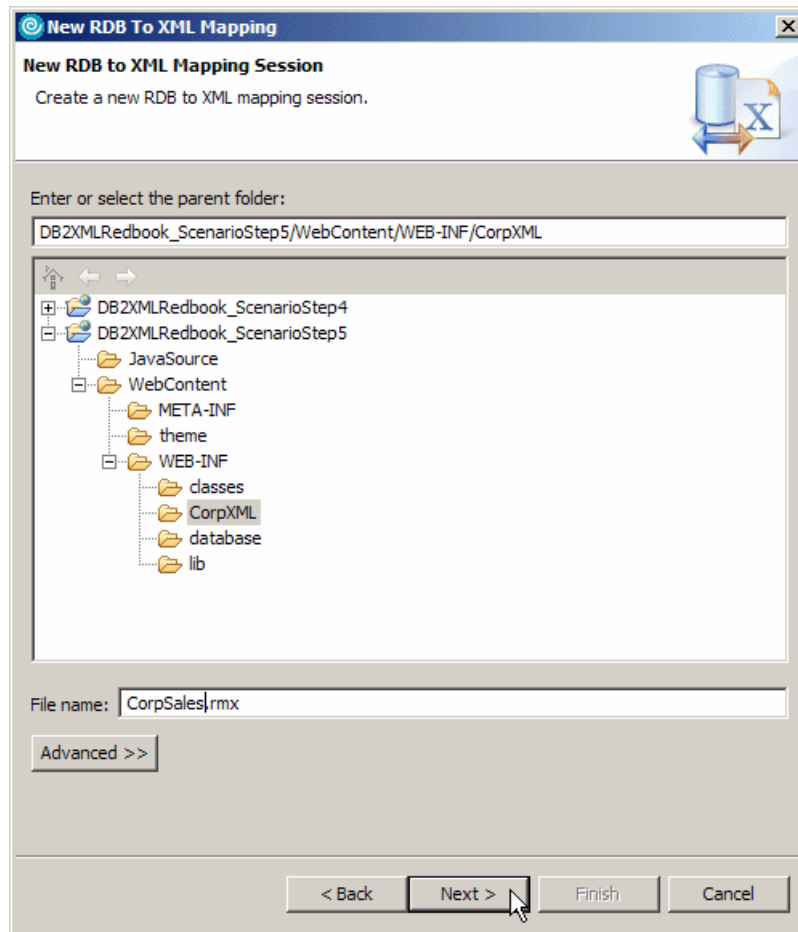 New RDB To XML Mapping
New RDB to XML Mapping Session
Create a new RDB to XML mapping session.
X
Enter or select the parent folder:
DB2XMLRedbook_ScenarioStep5/WebContent/WEB-INF/CorpXML
DB2XMLRedbook_ScenarioStep4
DB2XMLRedbook_ScenarioStep5
JavaSource
WebContent
META-INF
theme
WEB-INF
classes
CorpXML
database
lib
File name: CorpSales.rmx
Advanced >>
< Back Next > Finish Cancel